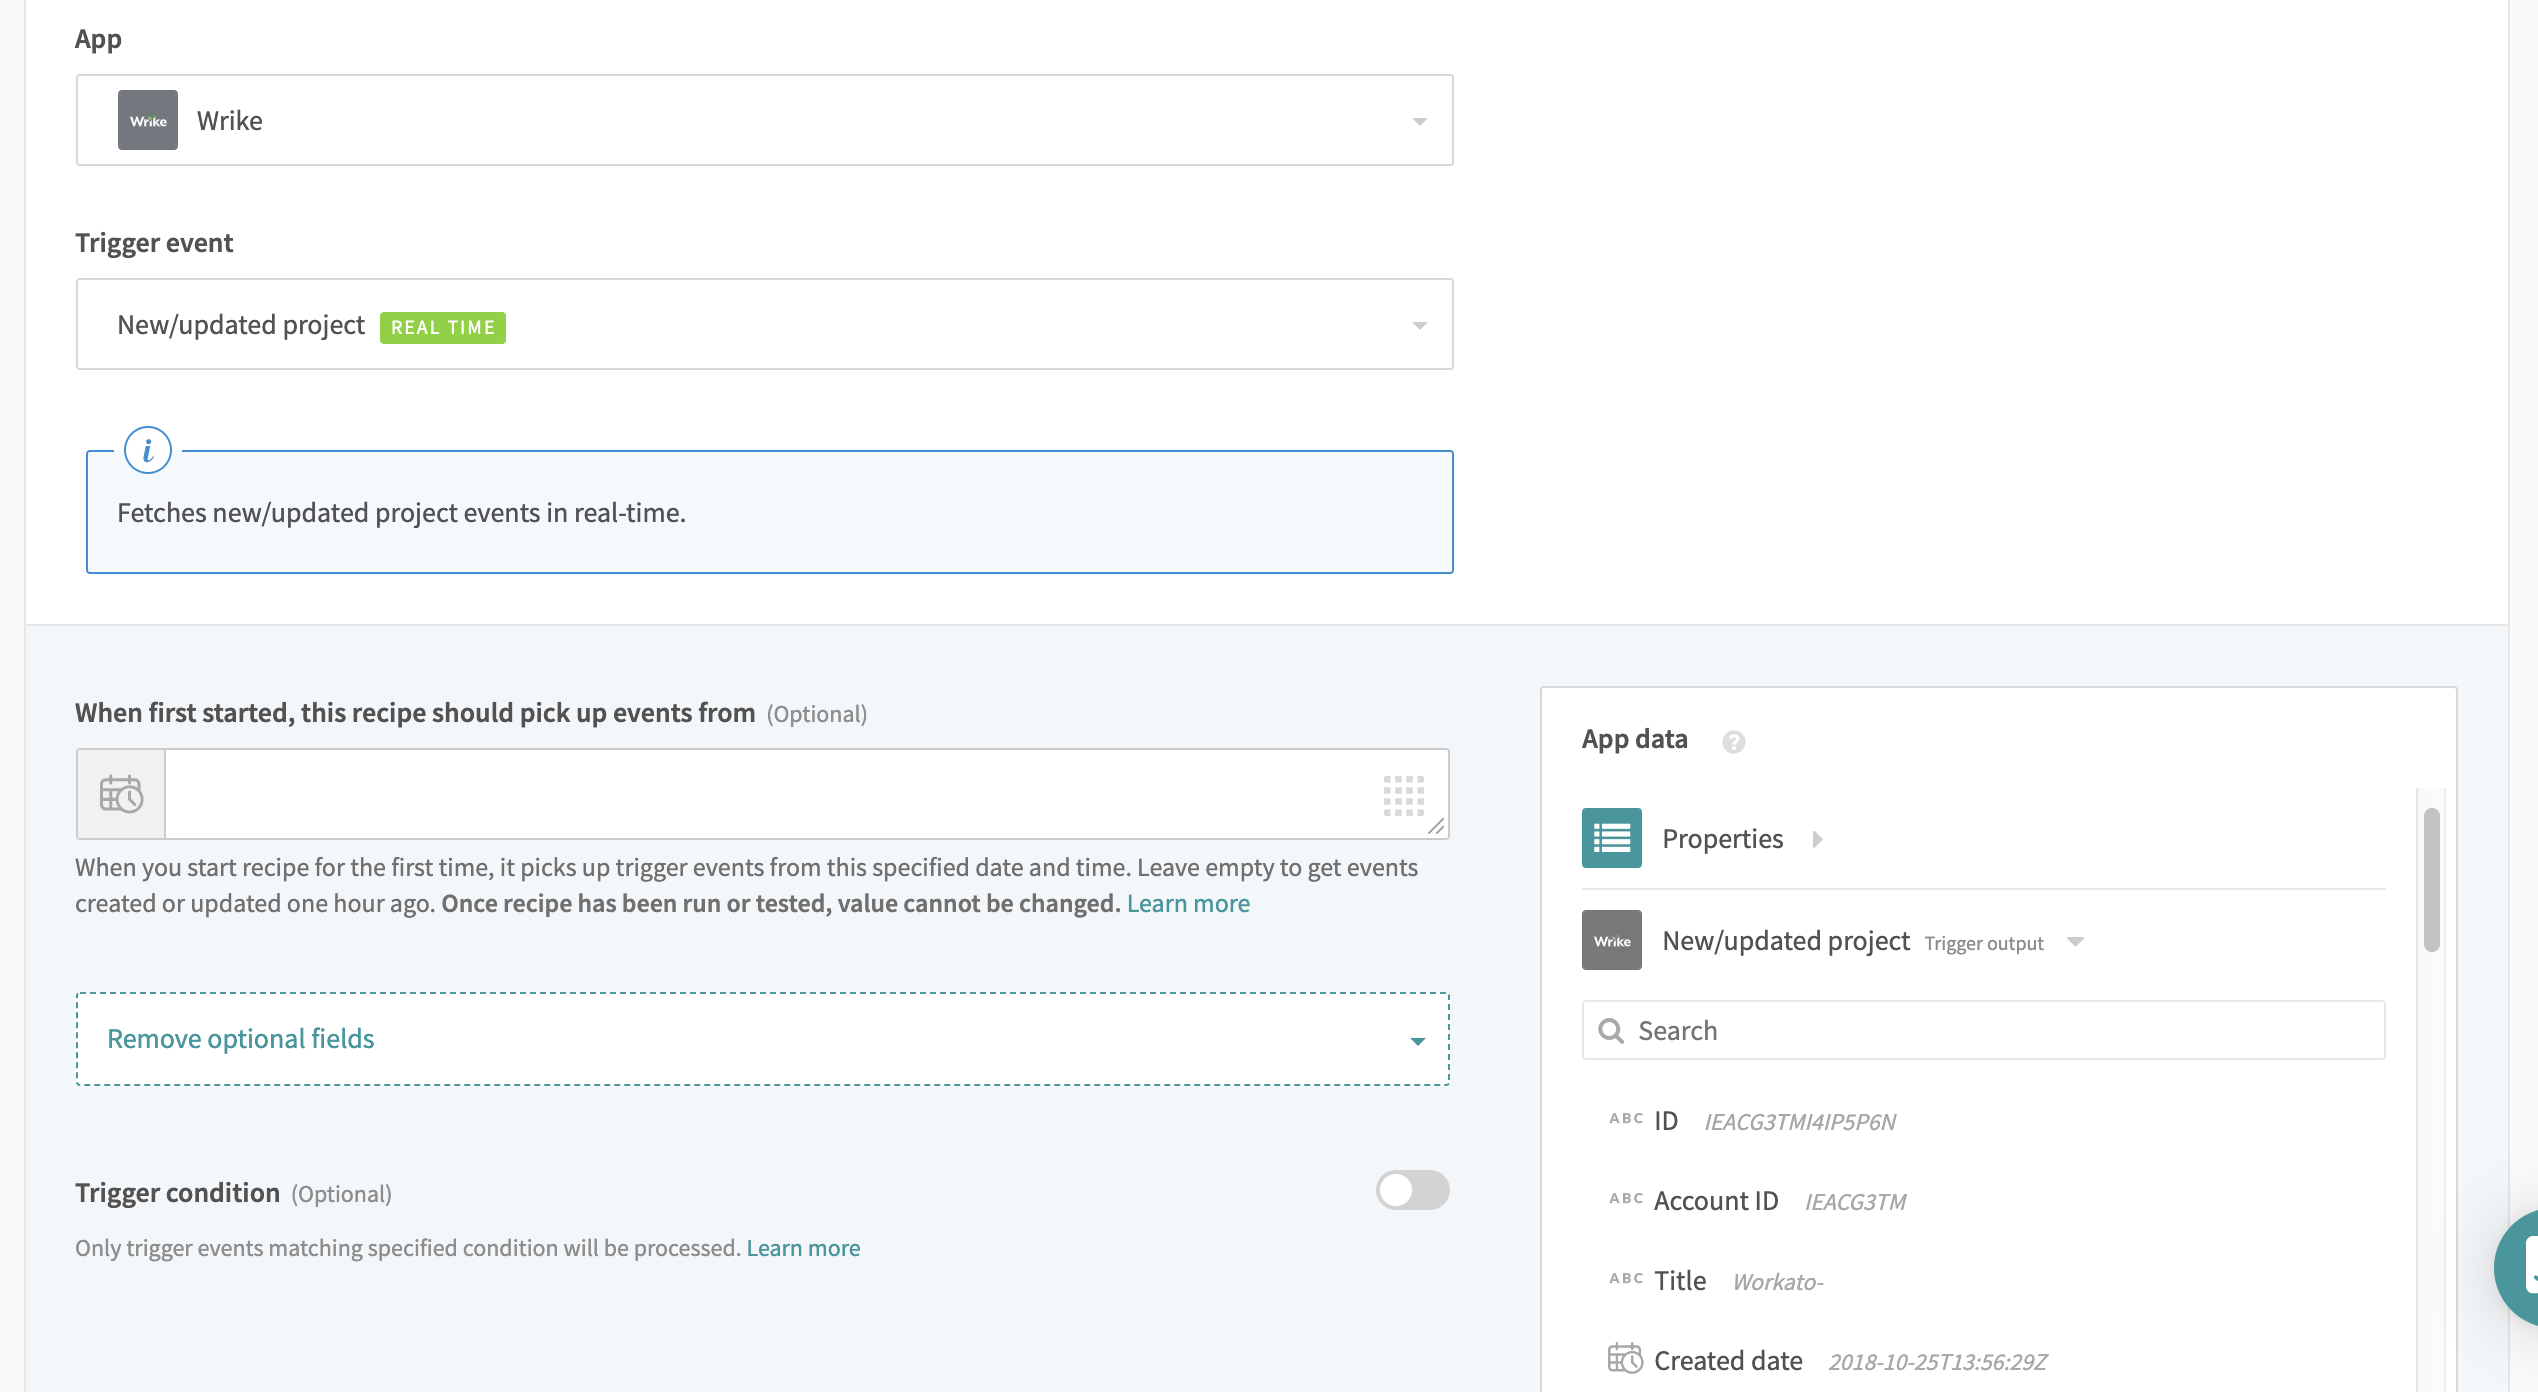 App
Wrike
Wrike
Trigger event
New/updated project REAL TIME
i
Fetches new/updated project events in real-time.
When first started, this recipe should pick up events from (Optional)
When you start recipe for the first time, it picks up trigger events from this specified date and time. Leave empty to get events
created or updated one hour ago. Once recipe has been run or tested, value cannot be changed. Learn more
Remove optional fields
Trigger condition (Optional)
Only trigger events matching specified condition will be processed. Learn more
App data ?
Properties
Wrike
New/updated project Trigger output
Search
ABC ID IEACG3TMI4IP5P6N
ABC Account ID IEACG3TM
ABC Title Workato-
Created date 2018-10-25T13:56:29Z